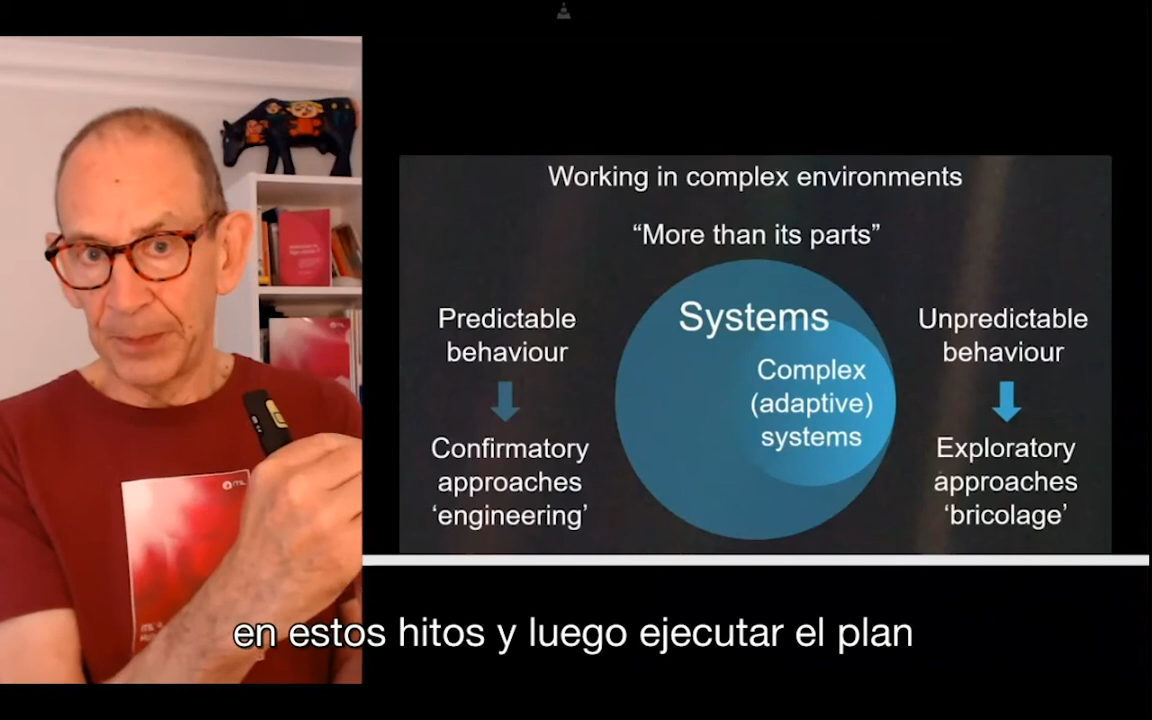 Working in complex environments
“More than its parts”
Predictable
behaviour
Confirmatory
approaches
‘engineering’
Systems
Complex
(adaptive)
systems
Unpredictable
behaviour
Exploratory
approaches
‘bricolage’
en estos hitos y luego ejecutar el plan